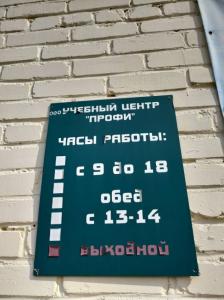 ООО УЧЕБНЫЙ ЦЕНТР
"ПРОФИ"
ЧАСЫ РАБОТЫ:
с 9 до 18
обед
с 13-14
выходной